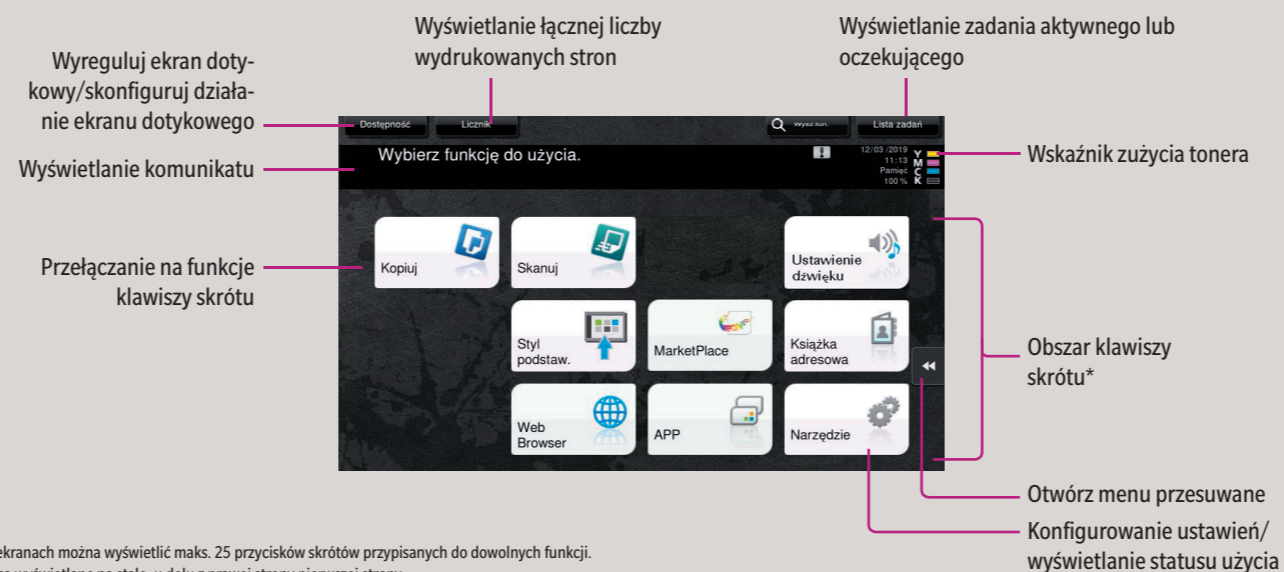 Wyświetlanie łącznej liczby
wydrukowanych stron
Wyświetlanie zadania aktywnego lub
oczekującego
Wyreguluj ekran doty-
kowy/skonfiguruj działa-
nie ekranu dotykowego
Wyświetlanie komunikatu
Przełączanie na funkcje
klawiszy skrótu
Dostępność
Licznik
Lista zadań
Wybierz funkcję do użycia.
12/03 /2019
11:13
Pamięć
100 %
Y
M
C
K
Kopiuj
Skanuj
Ustawienie
dźwięku
Styl
podstaw.
MarketPlace
Książka
adresowa
Web
Browser
APP
Narzędzie
Wskaźnik zużycia tonera
Obszar klawiszy
skrótu*
Otwórz menu przesuwane
Konfigurowanie ustawień/
wyświetlanie statusu użycia
ekranach można wyświetlić maks. 25 przycisków skrótów przypisanych do dowolnych funkcji.